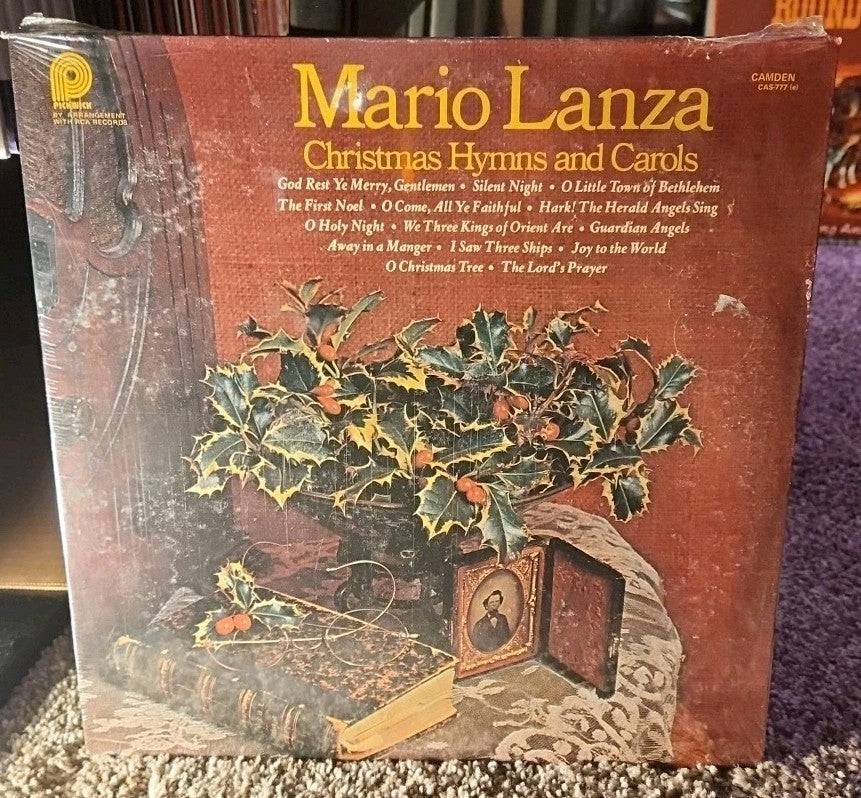 PICKWICK
BY ARRANGEMENT
WITH RCA RECORDS
Mario Lanza
CAMDEN
CAS-777 (e)
Christmas Hymns and Carols
God Rest Ye Merry, Gentlemen • Silent Night • O Little Town of Bethlehem
The First Noel • O Come, All Ye Faithful • Hark! The Herald Angels Sing
O Holy Night • We Three Kings of Orient Are • Guardian Angels
Away in a Manger • I Saw Three Ships • Joy to the World
O Christmas Tree • The Lord's Prayer